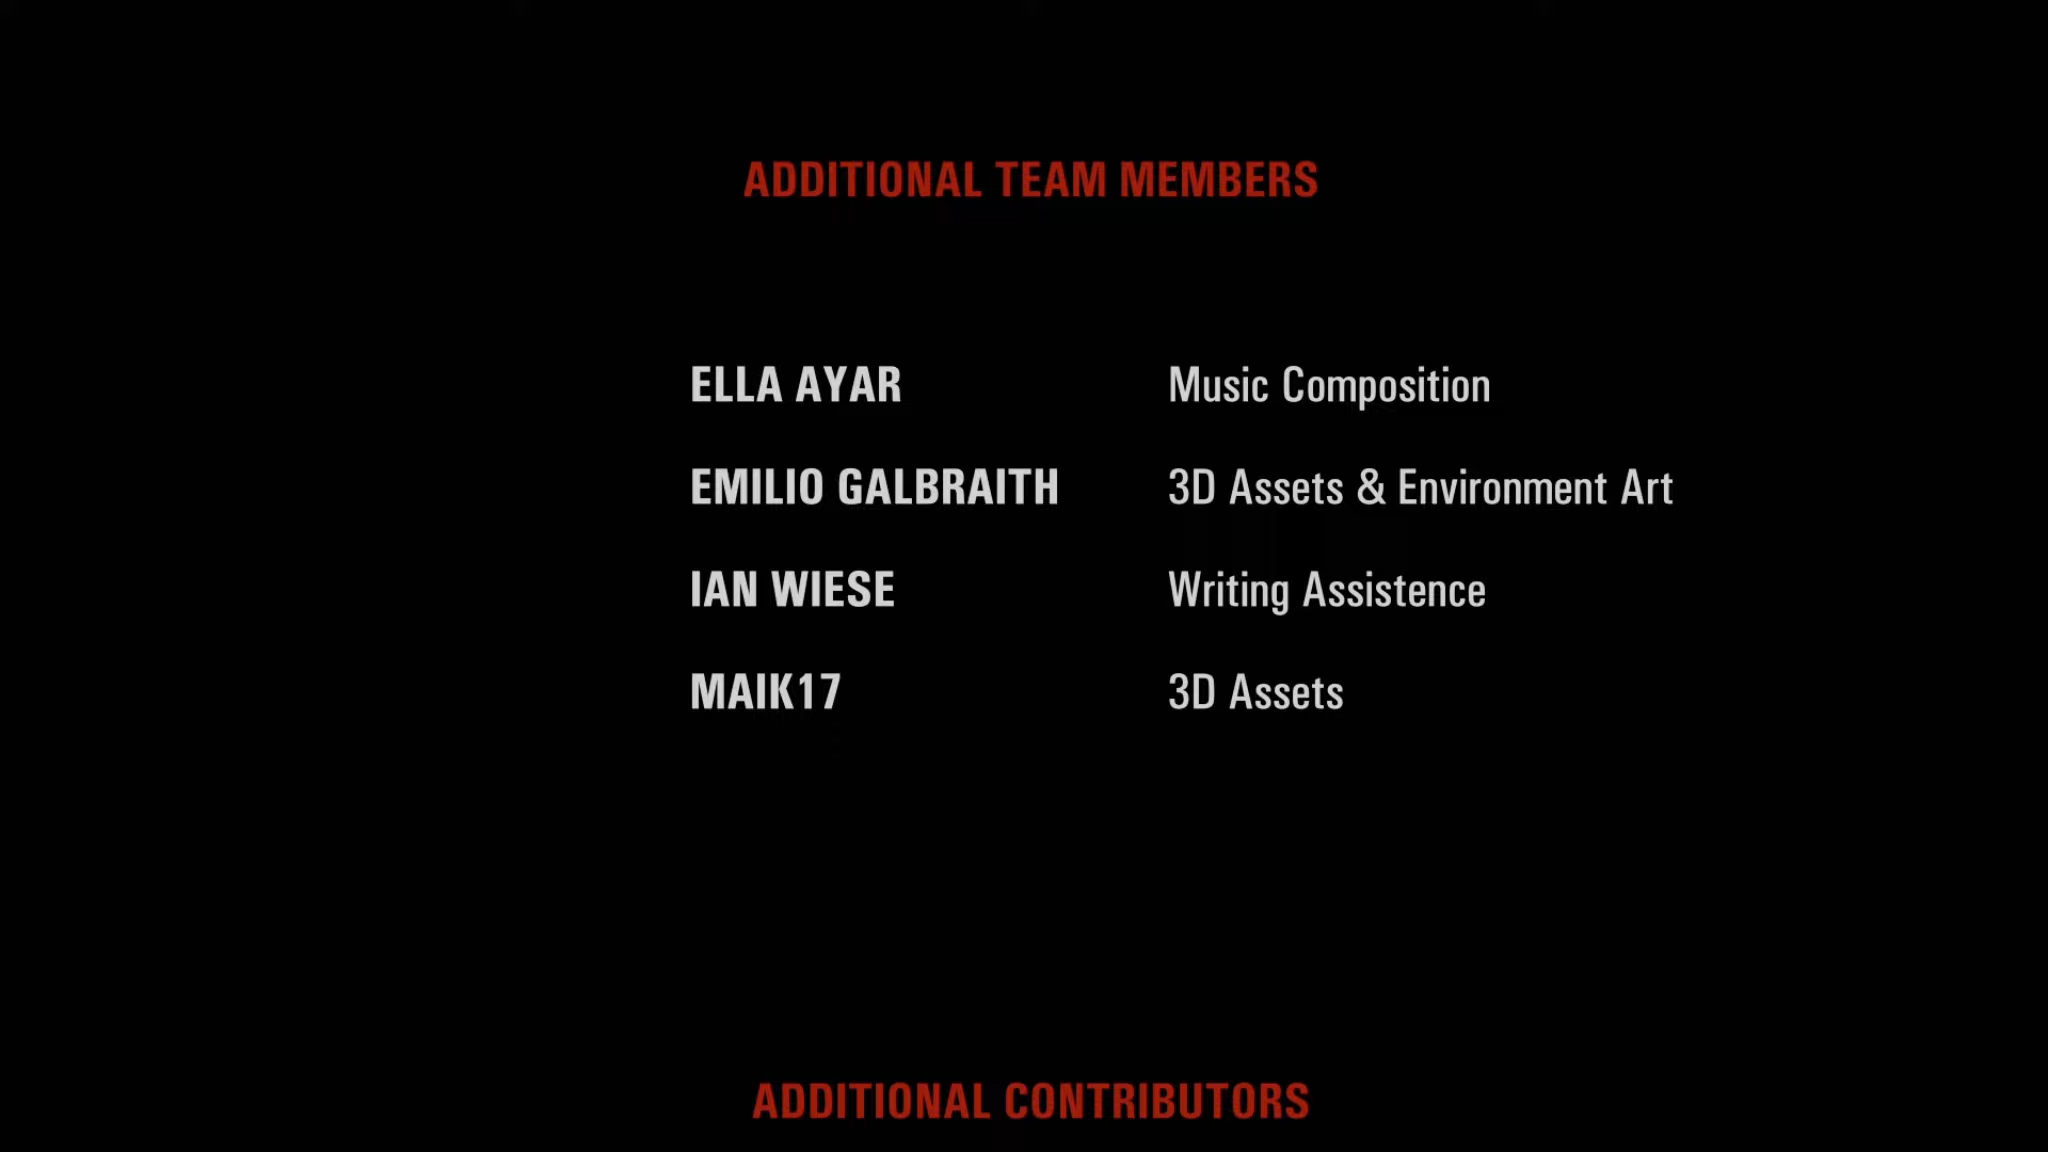 ADDITIONAL TEAM MEMBERS
ELLA AYAR Music Composition
EMILIO GALBRAITH 3D Assets & Environment Art
IAN WIESE Writing Assistence
MAIK17 3D Assets
ADDITIONAL CONTRIBUTORS